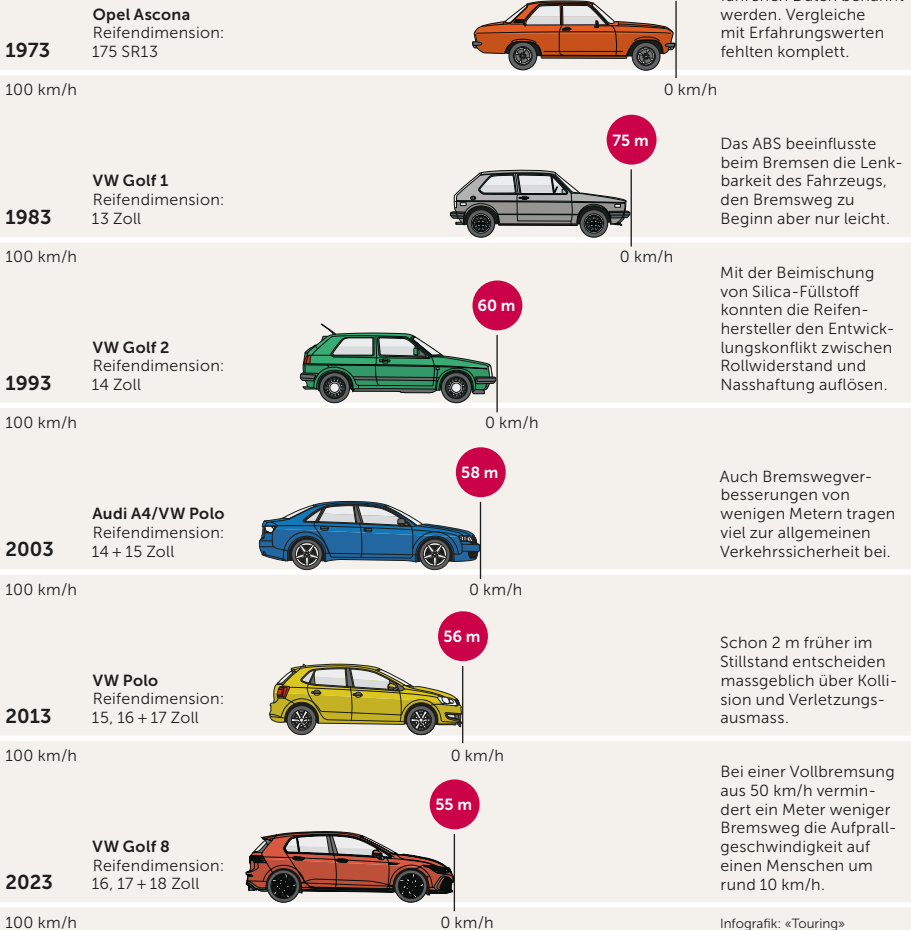 Opel Ascona
Reifendimension:
175 SR13
1973
werden. Vergleiche
mit Erfahrungswerten
fehlten komplett.
100 km/h
0 km/h
75 m
VW Golf 1
Reifendimension:
13 Zoll
1983
Das ABS beeinflusste
beim Bremsen die Lenk-
barkeit des Fahrzeugs,
den Bremsweg zu
Beginn aber nur leicht.
100 km/h
0 km/h
60 m
VW Golf 2
Reifendimension:
14 Zoll
1993
Mit der Beimischung
von Silica-Füllstoff
konnten die Reifen-
hersteller den Entwick-
lungskonflikt zwischen
Rollwiderstand und
Nasshaftung auflösen.
100 km/h
0 km/h
58 m
Audi A4/VW Polo
Reifendimension:
14 + 15 Zoll
2003
Auch Bremswegver-
besserungen von
wenigen Metern tragen
viel zur allgemeinen
Verkehrssicherheit bei.
100 km/h
0 km/h
56 m
VW Polo
Reifendimension:
15, 16 + 17 Zoll
2013
Schon 2 m früher im
Stillstand entscheiden
massgeblich über Kolli-
sion und Verletzungs-
ausmass.
100 km/h
0 km/h
55 m
VW Golf 8
Reifendimension:
16, 17 + 18 Zoll
2023
Bei einer Vollbremsung
aus 50 km/h vermin-
dert ein Meter weniger
Bremsweg die Aufprall-
geschwindigkeit auf
einen Menschen um
rund 10 km/h.
100 km/h
0 km/h
Infografik: «Touring»